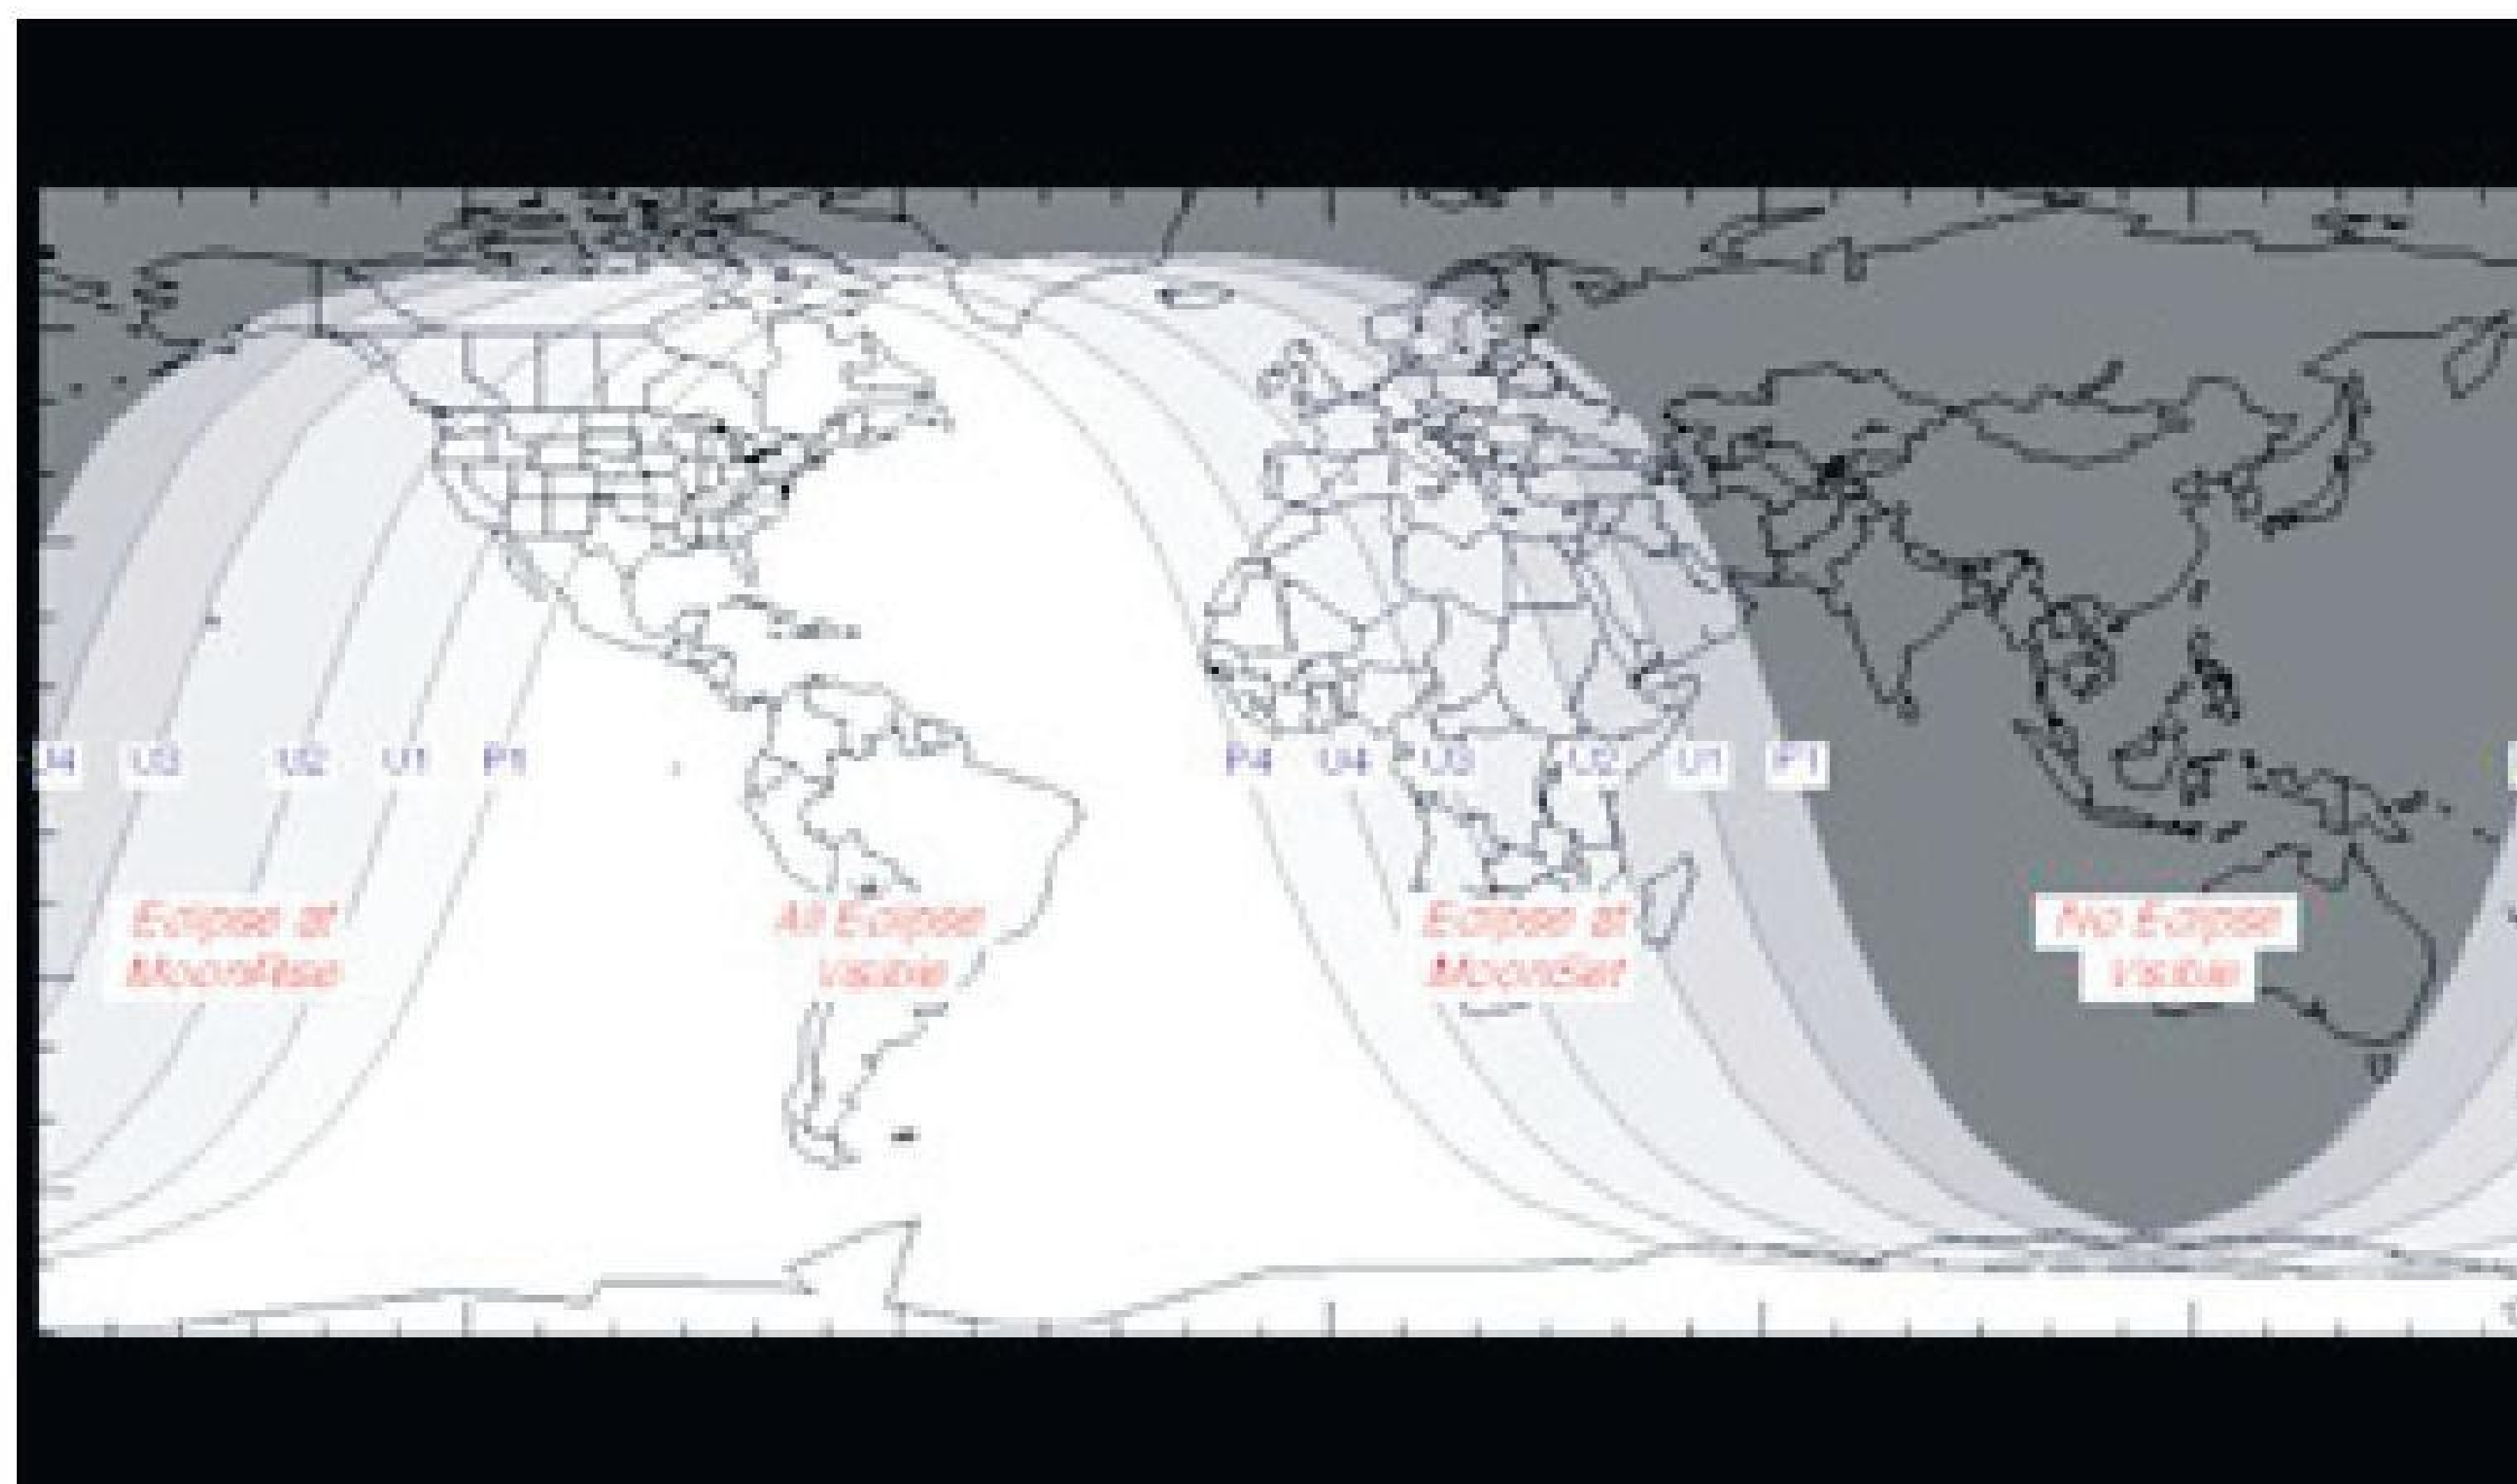 U4 U3 U2 U1 P1 P4 U4 U3 U2 U1 P1
Eclipse at
MoonRise
All Eclipse
Visible
Eclipse at
MoonSet
No Eclipse
Visible